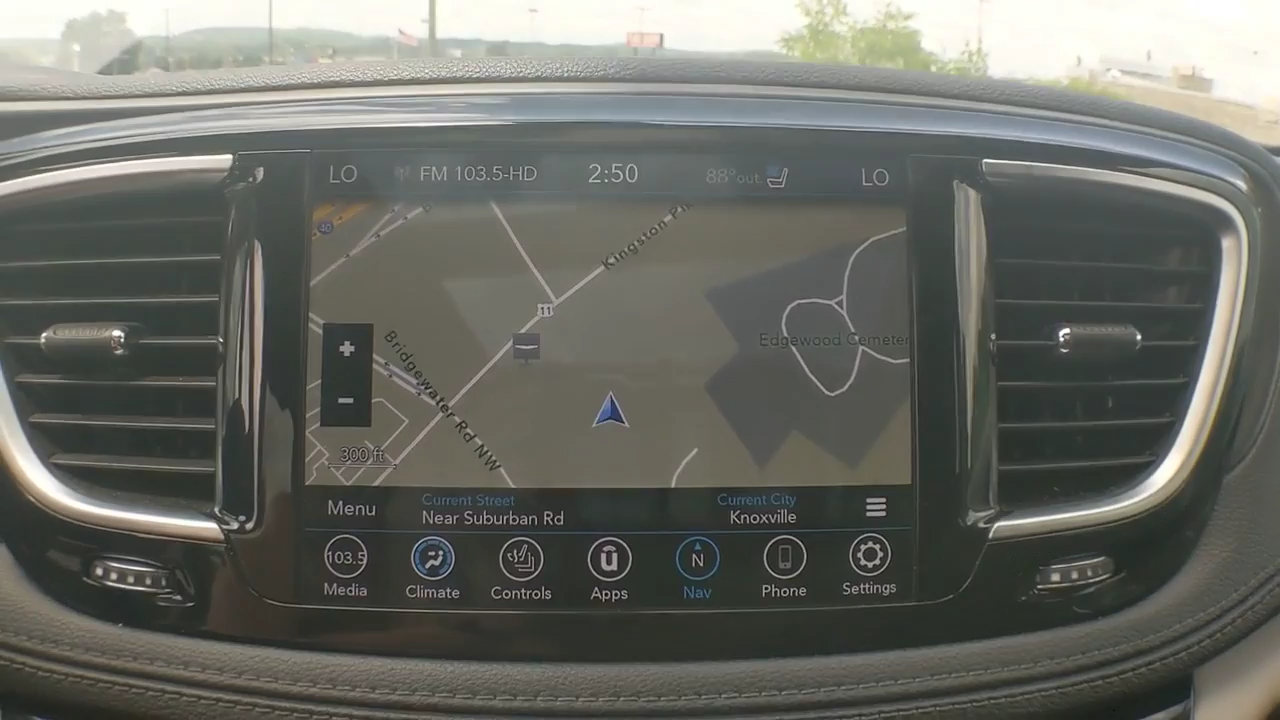 LO
FM 103.5-HD
2:50
88°out
LO
40
Kingston
11
Bridgewater Rd NW
Edgewood Cemeter
+
-
300 ft
Menu
Current Street
Near Suburban Rd
Current City
Knoxville
103.5
N
Media
Climate
Controls
Apps
Nav
Phone
Settings